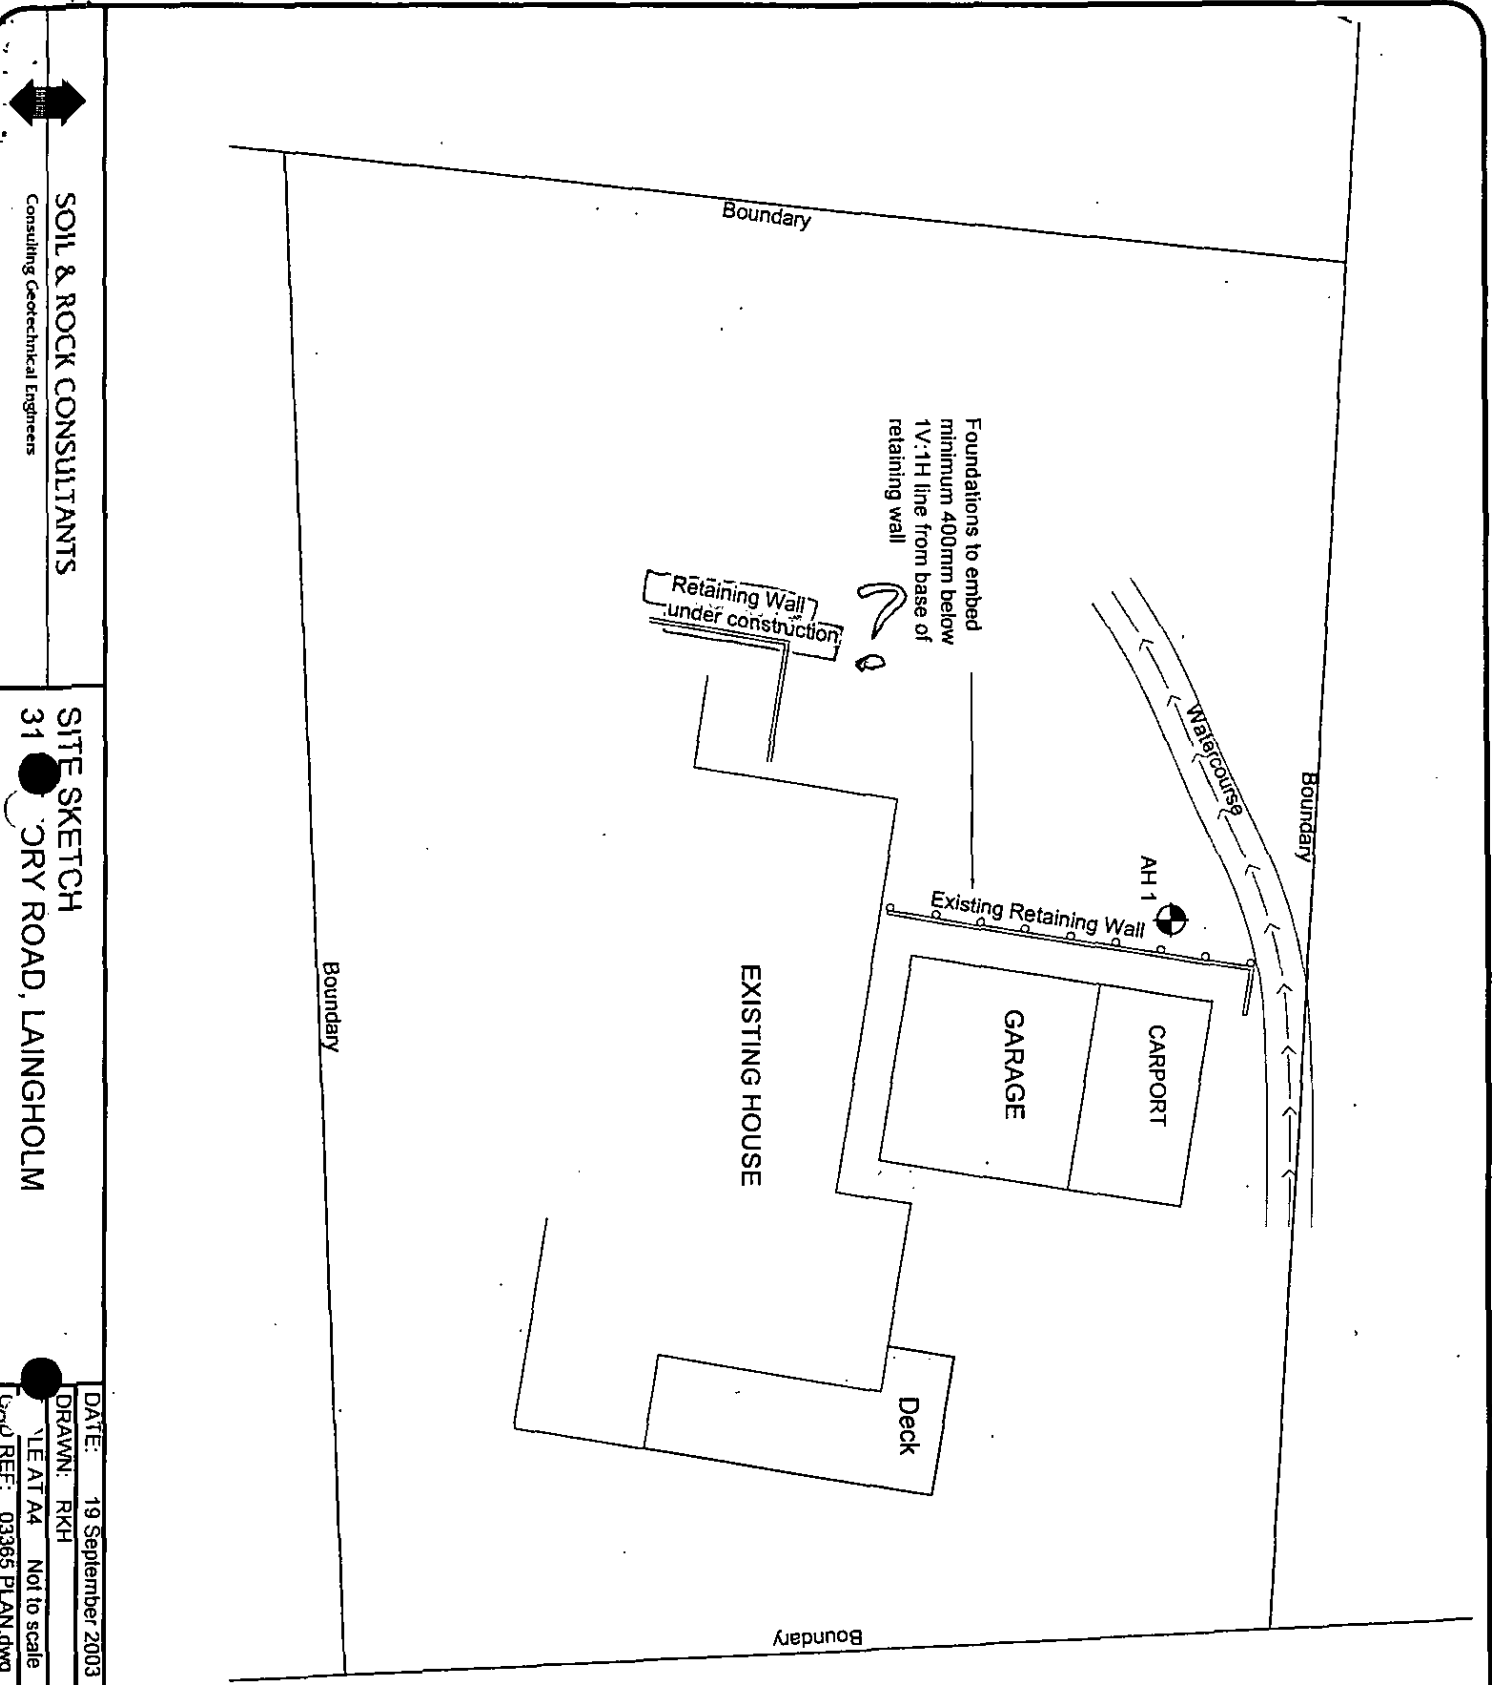 Boundary
Foundations to embed
minimum 400mm below
1V:1H line from base of
retaining wall
Retaining Wall
under construction
?
Watercourse
Boundary
AH 1
Existing Retaining Wall
CARPORT
GARAGE
EXISTING HOUSE
Boundary
Deck
Boundary
SOIL & ROCK CONSULTANTS
Consulting Geotechnical Engineers
SITE SKETCH
31 ORY ROAD, LAINGHOLM
DATE: 19 September 2003
DRAWN: RKH
LE AT A4 Not to scale
REF: 03365 PLAN.dwg